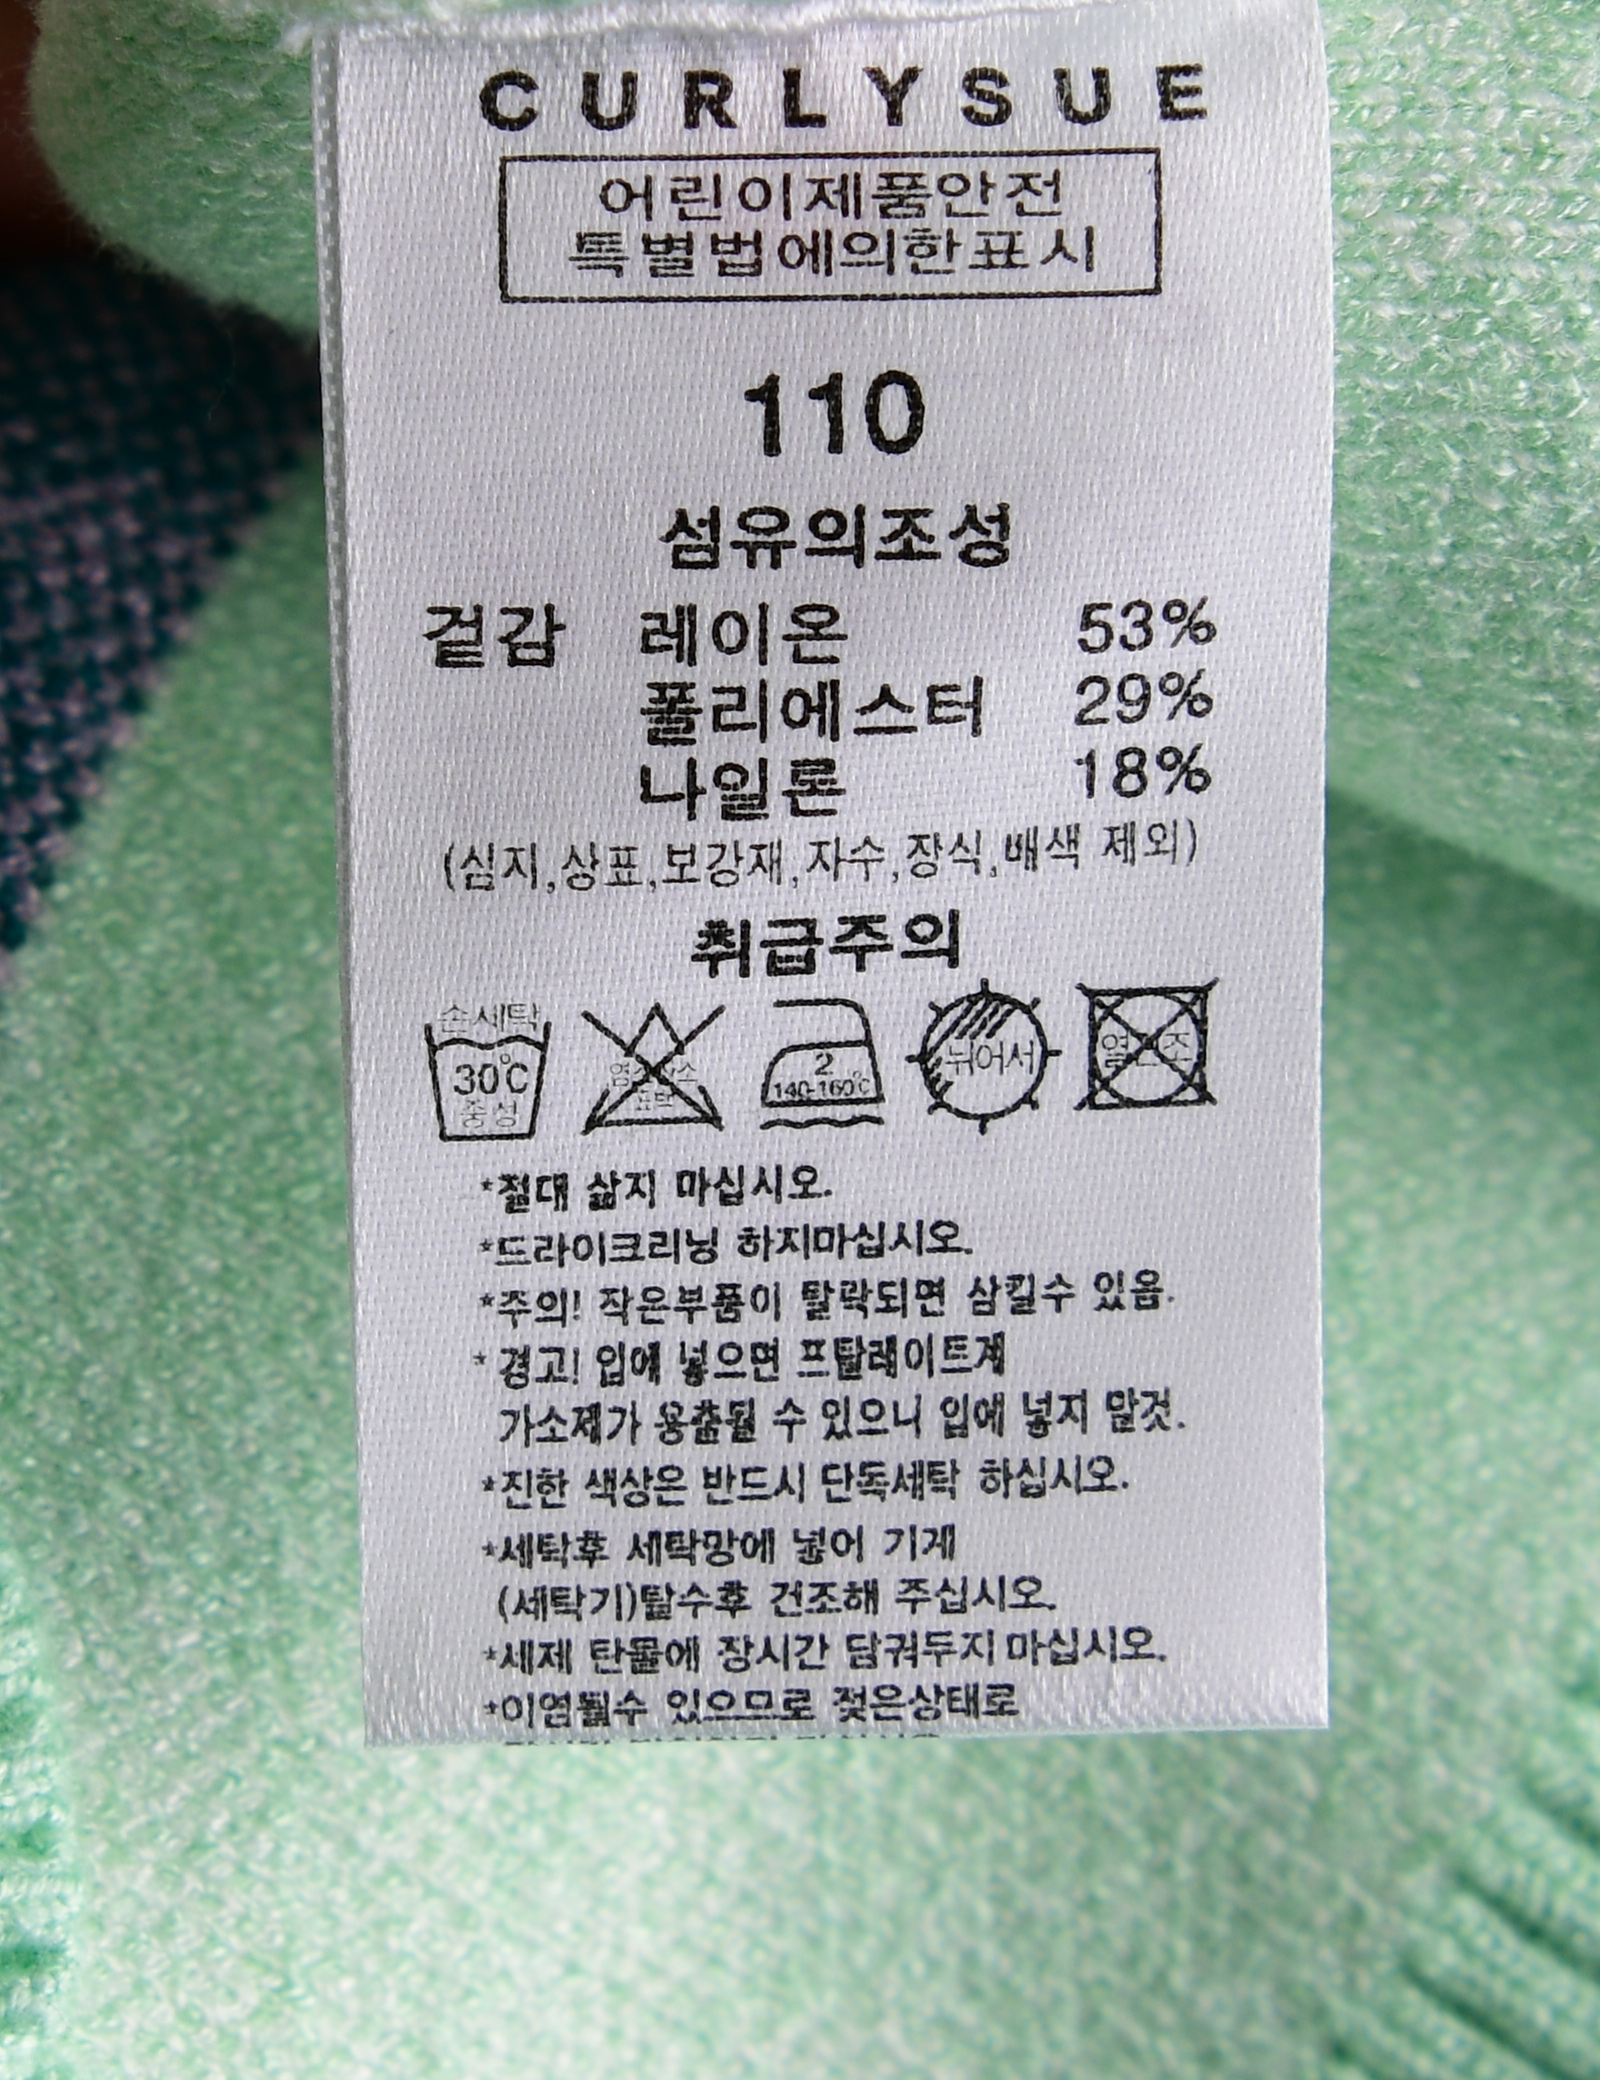 CURLYSUE
어린이제품안전
특별법에의한표시
110
섬유의조성
겉감 레이온 53%
폴리에스터 29%
나일론 18%
(심지,상표,보강재,자수,장식,배색 제외)
취급주의
손세탁
30℃
중성
염소산소
표백
2
140-160℃
뉘어서
열건조
*절대 삶지 마십시오.
*드라이크리닝 하지마십시오.
*주의! 작은부품이 탈락되면 삼킬수 있음.
* 경고! 입에 넣으면 프탈레이트계
가소제가 용출될 수 있으니 입에 넣지 말것.
*진한 색상은 반드시 단독세탁 하십시오.
*세탁후 세탁망에 넣어 기계
(세탁기)탈수후 건조해 주십시오.
*세제 탄물에 장시간 담궈두지 마십시오.
*이염될수 있으므로 젖은상태로